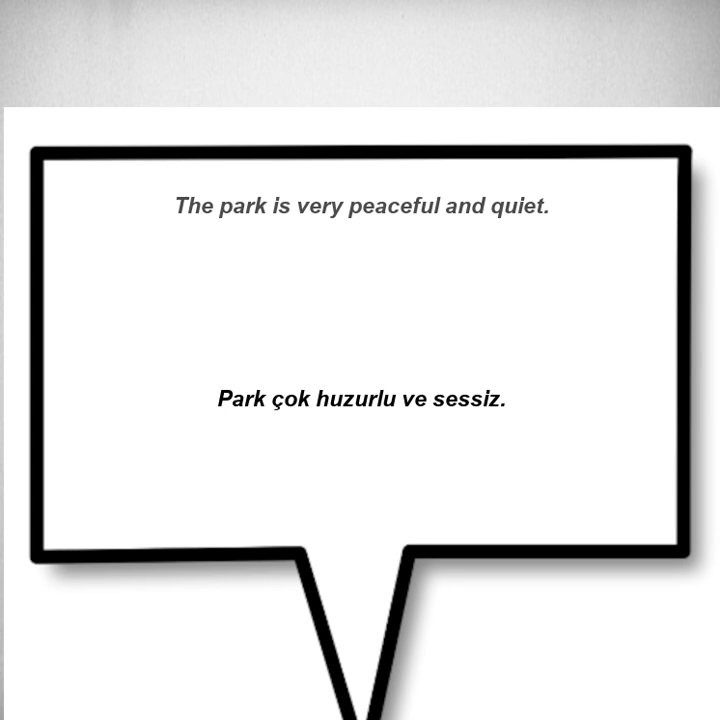 The park is very peaceful and quiet.
Park çok huzurlu ve sessiz.